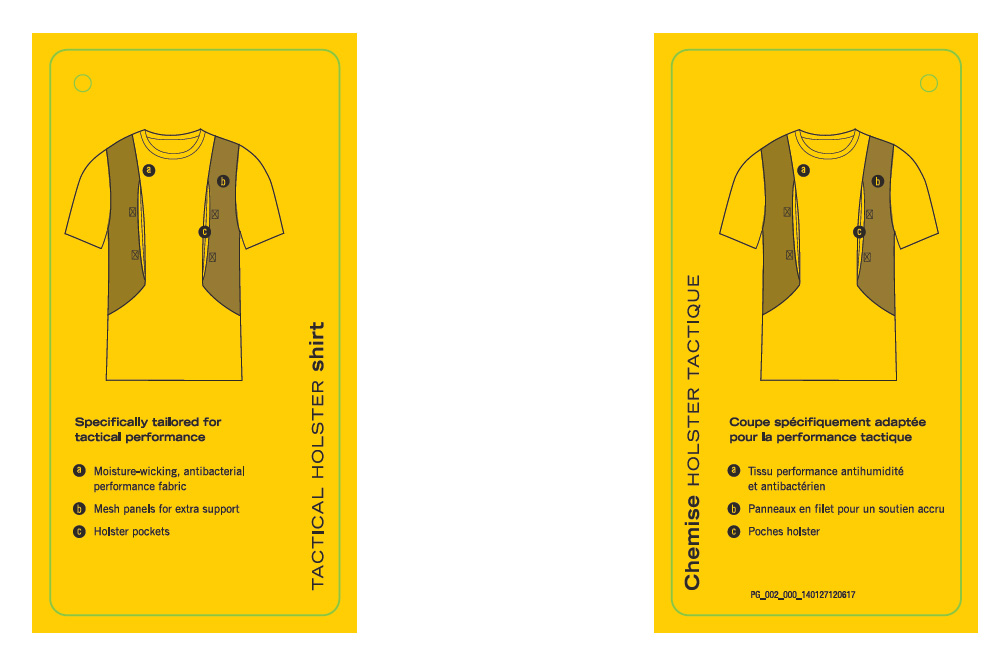 a
b
c
TACTICAL HOLSTER shirt
Specifically tailored for
tactical performance
a Moisture-wicking, antibacterial
performance fabric
b Mesh panels for extra support
c Holster pockets
a
b
c
Chemise HOLSTER TACTIQUE
Coupe spécifiquement adaptée
pour la performance tactique
a Tissu performance antihumidité
et antibactérien
b Panneaux en filet pour un soutien accru
c Poches holster
PG_002_000_140127120617